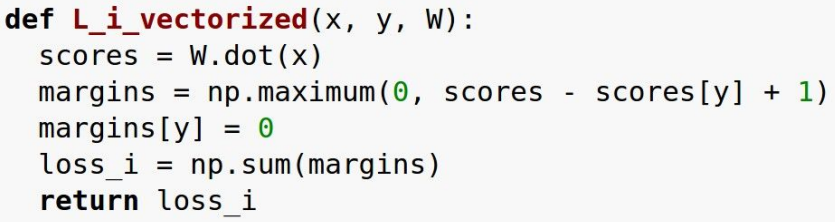 def L_i_vectorized(x, y, W):
  scores = W.dot(x)
  margins = np.maximum(0, scores - scores[y] + 1)
  margins[y] = 0
  loss_i = np.sum(margins)
  return loss_i